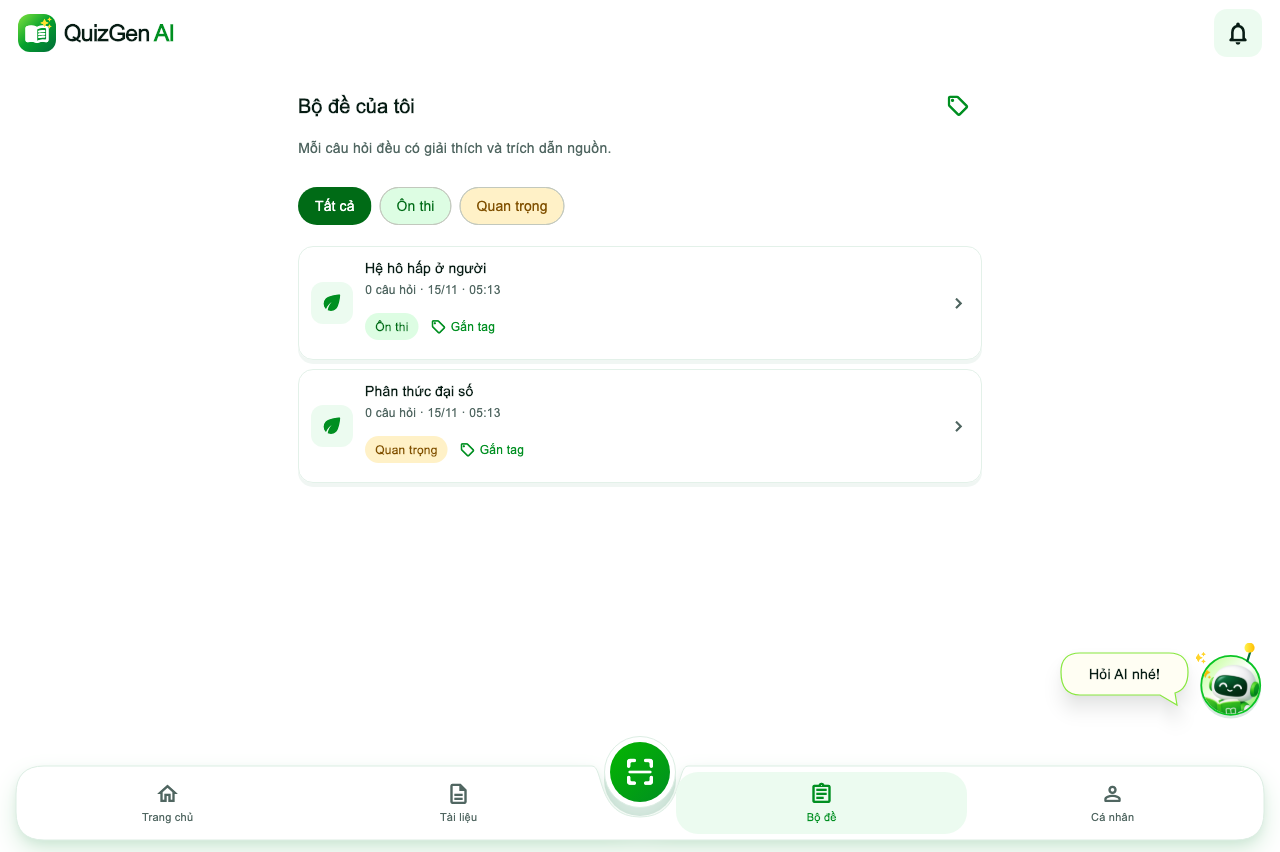 QuizGen AI
Bộ đề của tôi
Mỗi câu hỏi đều có giải thích và trích dẫn nguồn.
Tất cả
Ôn thi
Quan trọng
Hệ hô hấp ở người
0 câu hỏi · 15/11 · 05:13
Ôn thi
Gắn tag
Phân thức đại số
0 câu hỏi · 15/11 · 05:13
Quan trọng
Gắn tag
Hỏi AI nhé!
Trang chủ
Tài liệu
Bộ đề
Cá nhân